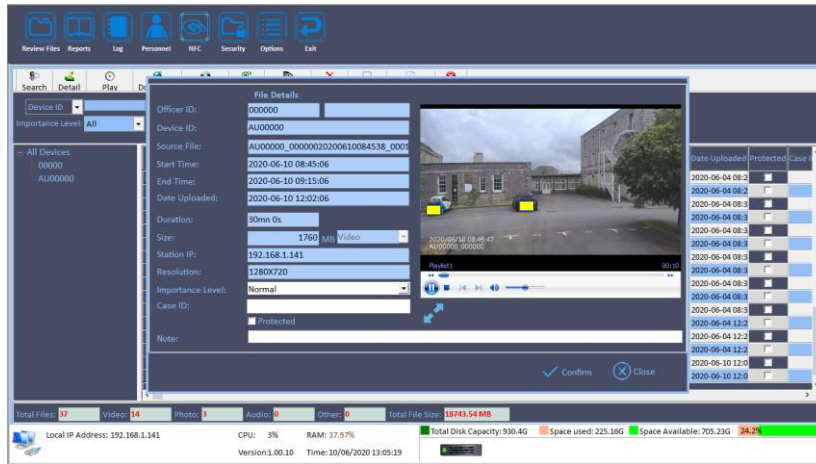 Review Files Reports Log Personnel NFC Security Options Exit
Search Detail Play
Device ID
Importance Level: All
All Devices
00000
AU00000
File Details
Officer ID: 000000
Device ID: AU00000
Source File: AU00000_00000020200610084538_0001
Start Time: 2020-06-10 08:45:06
End Time: 2020-06-10 09:15:06
Date Uploaded: 2020-06-10 12:02:06
Duration: 30mn 0s
Size: 1760 MB Video
Station IP: 192.168.1.141
Resolution: 1280X720
Importance Level: Normal
Case ID:
Protected
Note:
2020/06/10 08:45:47
AU00000_000000
Playlist1 00:10
Confirm Close
Date Uploaded Protected Case
2020-06-04 08:2
2020-06-04 08:2
2020-06-04 08:3
2020-06-04 08:3
2020-06-04 08:3
2020-06-04 08:3
2020-06-04 08:3
2020-06-04 08:3
2020-06-04 08:3
2020-06-04 08:3
2020-06-04 08:3
2020-06-04 12:2
2020-06-04 12:2
2020-06-04 12:2
2020-06-10 12:0
2020-06-10 12:0
Total Files: 37 Video: 14 Photo: 3 Audio: 0 Other: 0 Total File Size: 18743.54 MB
Local IP Address: 192.168.1.141 CPU: 3% RAM: 37.97% Total Disk Capacity: 930.4G Space used: 225.16G Space Available: 705.23G 24.2%
Version:1.00.10 Time: 10/06/2020 13:05:19